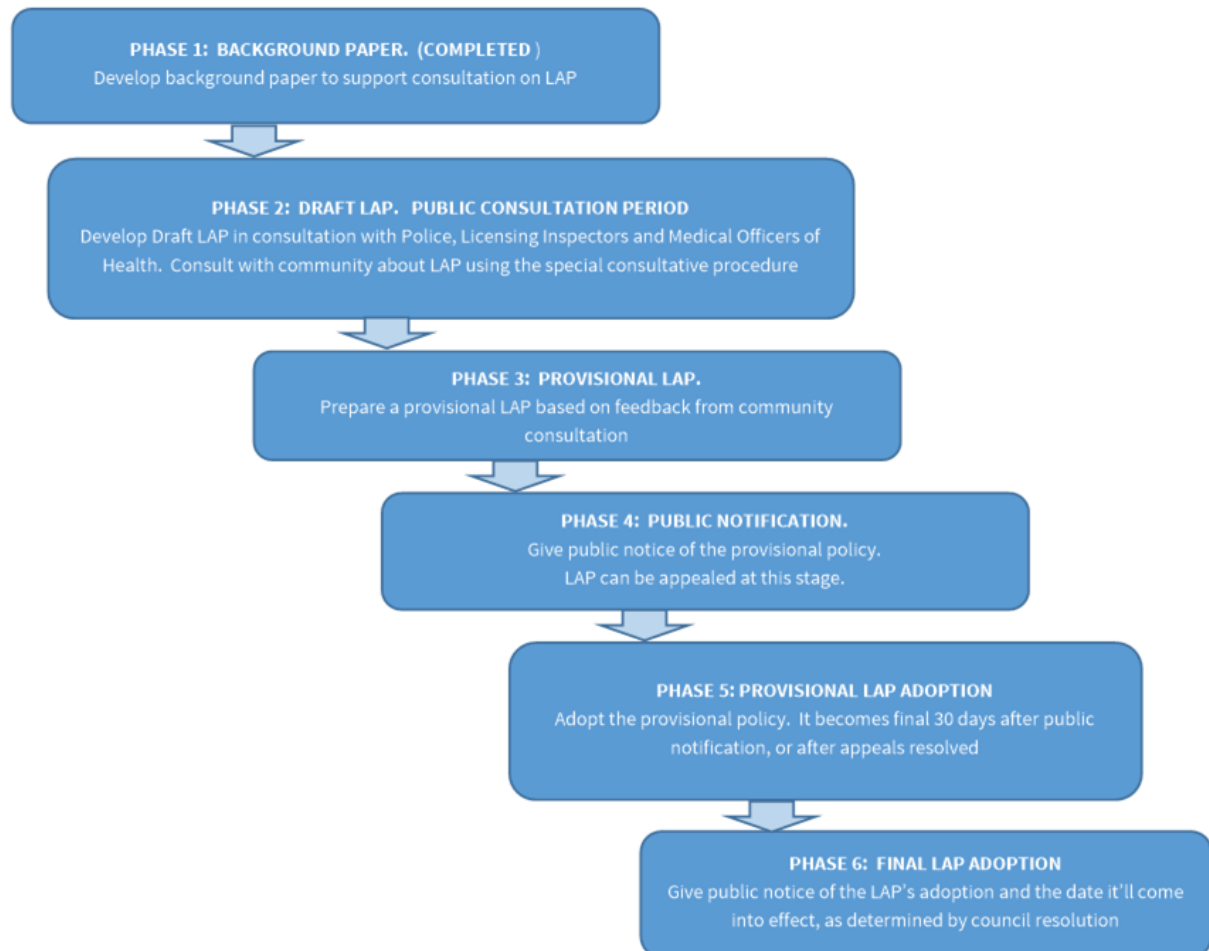 PHASE 1: BACKGROUND PAPER. (COMPLETED )
Develop background paper to support consultation on LAP
PHASE 2: DRAFT LAP. PUBLIC CONSULTATION PERIOD
Develop Draft LAP in consultation with Police, Licensing Inspectors and Medical Officers of
Health. Consult with community about LAP using the special consultative procedure
PHASE 3: PROVISIONAL LAP.
Prepare a provisional LAP based on feedback from community
consultation
PHASE 4: PUBLIC NOTIFICATION.
Give public notice of the provisional policy.
LAP can be appealed at this stage.
PHASE 5: PROVISIONAL LAP ADOPTION
Adopt the provisional policy. It becomes final 30 days after public
notification, or after appeals resolved
PHASE 6: FINAL LAP ADOPTION
Give public notice of the LAP's adoption and the date it'll come
into effect, as determined by council resolution